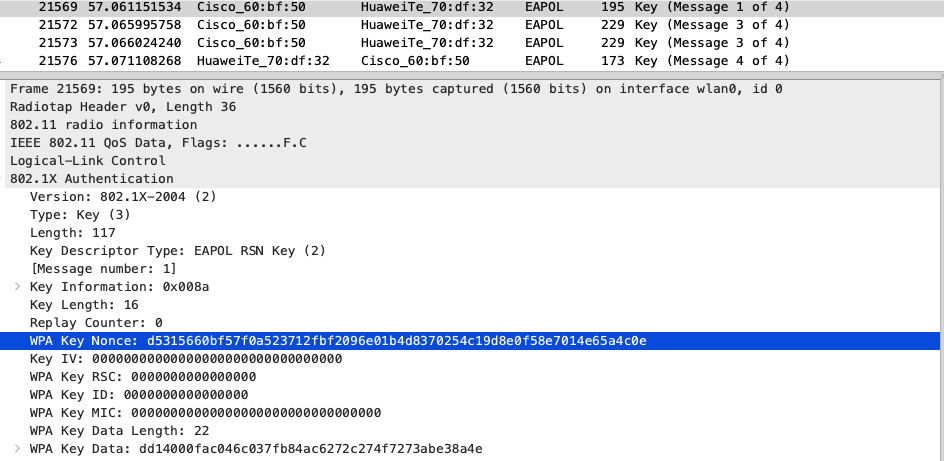 21569 57.061151534 Cisco_60:bf:50 HuaweiTe_70:df:32 EAPOL 195 Key (Message 1 of 4)
21572 57.065995758 Cisco_60:bf:50 HuaweiTe_70:df:32 EAPOL 229 Key (Message 3 of 4)
21573 57.066024240 Cisco_60:bf:50 HuaweiTe_70:df:32 EAPOL 229 Key (Message 3 of 4)
21576 57.071108268 HuaweiTe_70:df:32 Cisco_60:bf:50 EAPOL 173 Key (Message 4 of 4)
Frame 21569: 195 bytes on wire (1560 bits), 195 bytes captured (1560 bits) on interface wlan0, id 0
Radiotap Header v0, Length 36
802.11 radio information
IEEE 802.11 QoS Data, Flags: ......F.C
Logical-Link Control
802.1X Authentication
Version: 802.1X-2004 (2)
Type: Key (3)
Length: 117
Key Descriptor Type: EAPOL RSN Key (2)
[Message number: 1]
Key Information: 0x008a
Key Length: 16
Replay Counter: 0
WPA Key Nonce: d5315660bf57f0a523712fbf2096e01b4d8370254c19d8e0f58e7014e65a4c0e
Key IV: 00000000000000000000000000000000
WPA Key RSC: 0000000000000000
WPA Key ID: 0000000000000000
WPA Key MIC: 00000000000000000000000000000000
WPA Key Data Length: 22
WPA Key Data: dd14000fac046c037fb84ac6272c274f7273abe38a4e